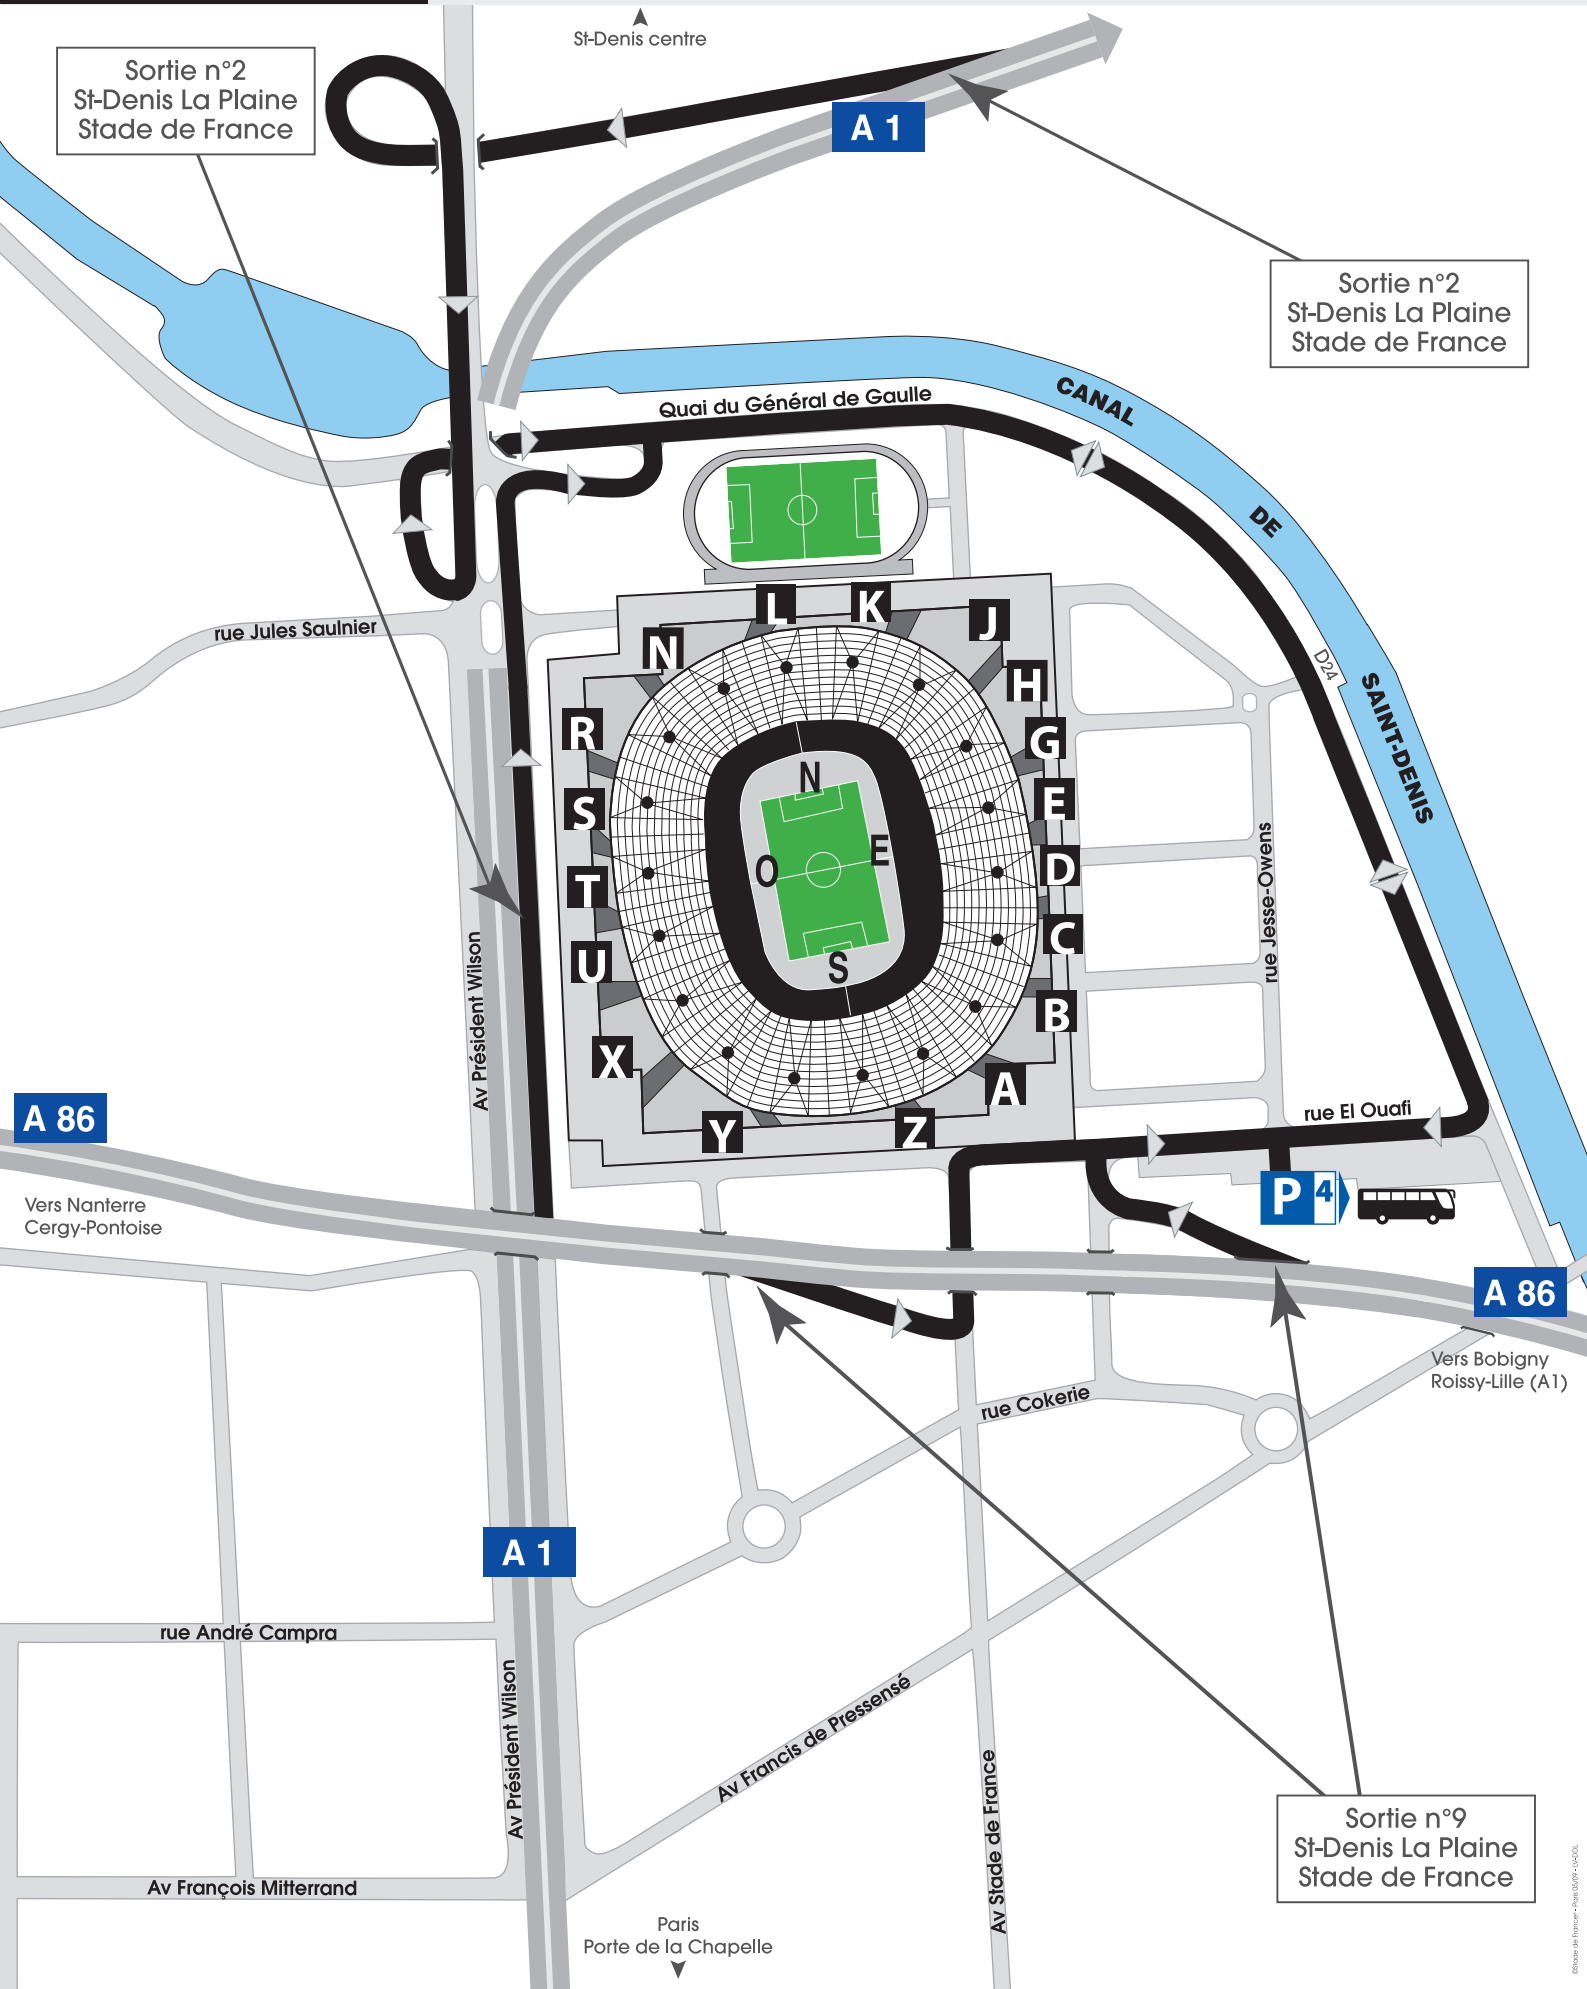 St-Denis centre
Sortie n°2
St-Denis La Plaine
Stade de France
A 1
Sortie n°2
St-Denis La Plaine
Stade de France
Quai du Général de Gaulle
CANAL
DE
SAINT-DENIS
D24
rue Jules Saulnier
L
K
J
N
H
R
G
S
E
T
D
U
C
X
B
Y
Z
A
N
O
E
S
rue Jesse-Owens
Av Président Wilson
A 86
Vers Nanterre
Cergy-Pontoise
rue El Ouafi
P 4
A 86
Vers Bobigny
Roissy-Lille (A1)
rue Cokerie
A 1
rue André Campra
Av Président Wilson
Av Francis de Pressensé
Av Stade de France
Av François Mitterrand
Sortie n°9
St-Denis La Plaine
Stade de France
Paris
Porte de la Chapelle